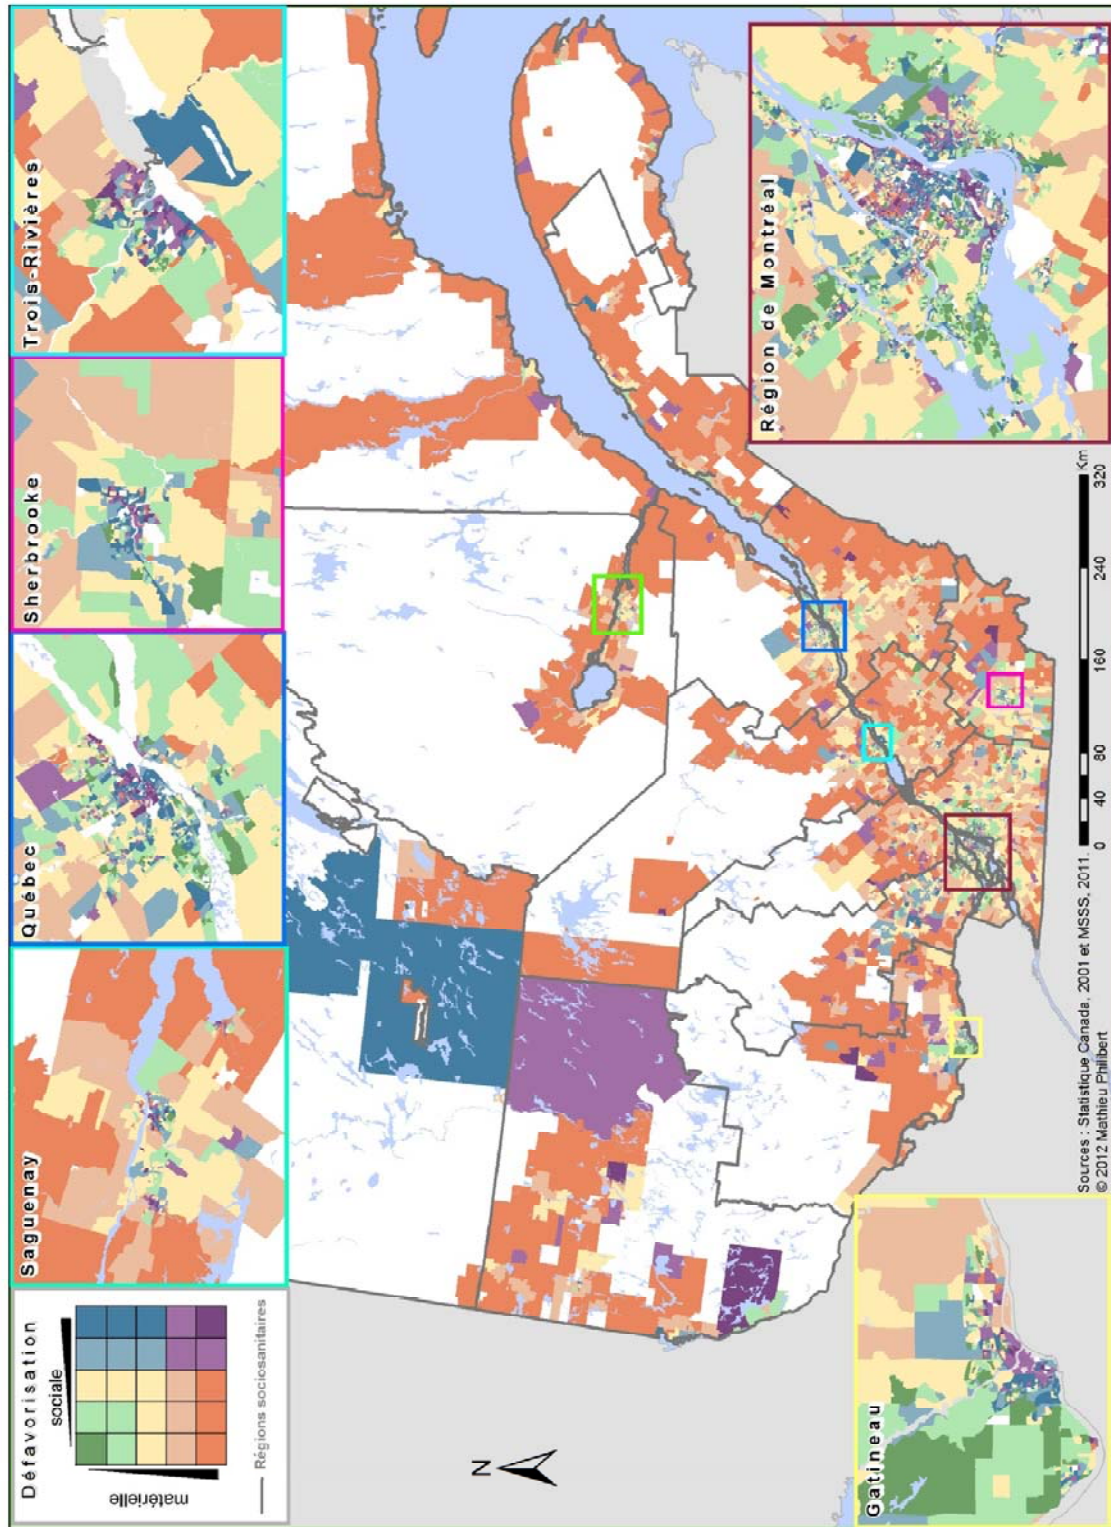 Défavorisation
sociale
matérielle
Régions sociosanitaires
Saguenay
Québec
Sherbrooke
Trois-Rivières
N
Gatineau
Région de Montréal
0 40 80 160 240 320
Km
Sources : Statistique Canada, 2001 et MSSS, 2011.
© 2012 Mathieu Philibert